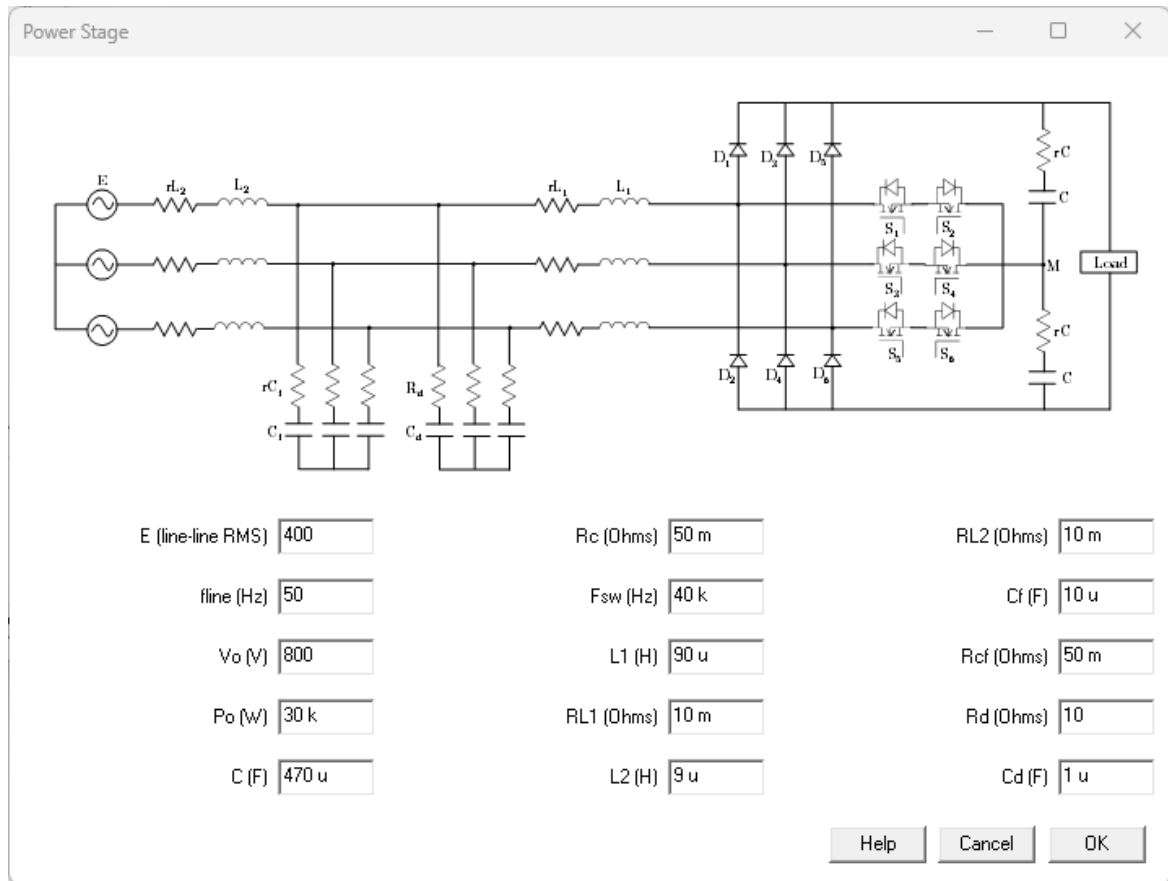 Power Stage
E rL2 L2 rL1 L1
D1 D2 D3 rC
C
S1 S2
M Load
S3 S4
rC
S5 S6
C
D2 D4 D6
rC1 Rd
C1 Cd
E (line-line RMS) 400 Rc (Ohms) 50 m RL2 (Ohms) 10 m
fline (Hz) 50 Fsw (Hz) 40 k Cf (F) 10 u
Vo (V) 800 L1 (H) 90 u Rcf (Ohms) 50 m
Po (W) 30 k RL1 (Ohms) 10 m Rd (Ohms) 10
C (F) 470 u L2 (H) 9 u Cd (F) 1 u
Help Cancel OK